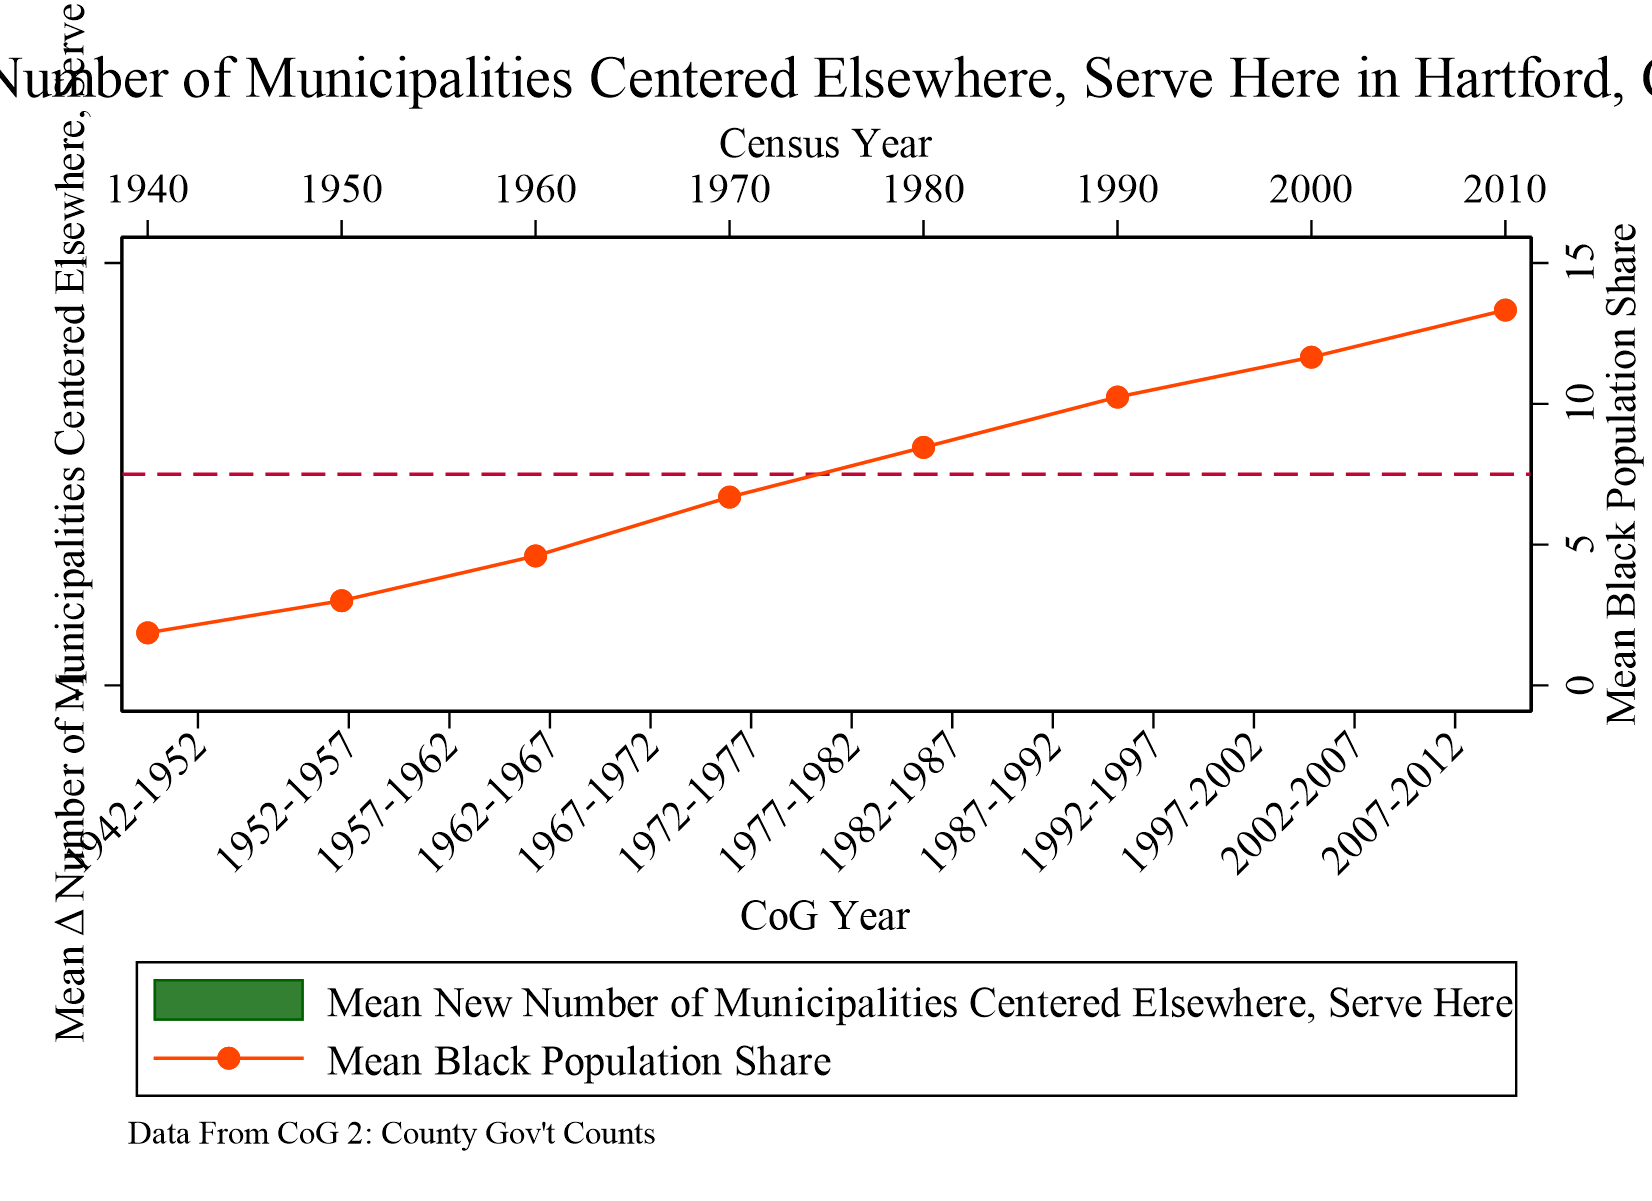 Number of Municipalities Centered Elsewhere, Serve Here in Hartford,
Census Year
1940 1950 1960 1970 1980 1990 2000 2010
Mean Δ Number of Municipalities Centered Elsewhere, Serve
15
10
5
0
Mean Black Population Share
1942-1952 1952-1957 1957-1962 1962-1967 1967-1972 1972-1977 1977-1982 1982-1987 1987-1992 1992-1997 1997-2002 2002-2007 2007-2012
CoG Year
Mean New Number of Municipalities Centered Elsewhere, Serve Here
Mean Black Population Share
Data From CoG 2: County Gov't Counts